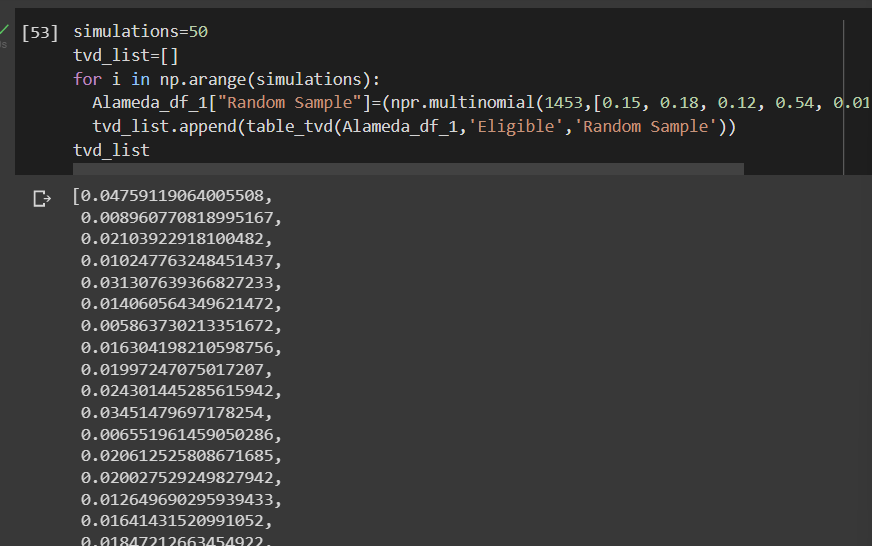 [53] simulations=50
tvd_list=[]
for i in np.arange(simulations):
  Alameda_df_1["Random Sample"]=(npr.multinomial(1453,[0.15, 0.18, 0.12, 0.54, 0.01
  tvd_list.append(table_tvd(Alameda_df_1,'Eligible','Random Sample'))
tvd_list
[0.04759119064005508,
0.008960770818995167,
0.02103922918100482,
0.010247763248451437,
0.031307639366827233,
0.014060564349621472,
0.005863730213351672,
0.016304198210598756,
0.01997247075017207,
0.024301445285615942,
0.03451479697178254,
0.006551961459050286,
0.020612525808671685,
0.020027529249827942,
0.012649690295939433,
0.01641431520991052,
0.01847212663454922,